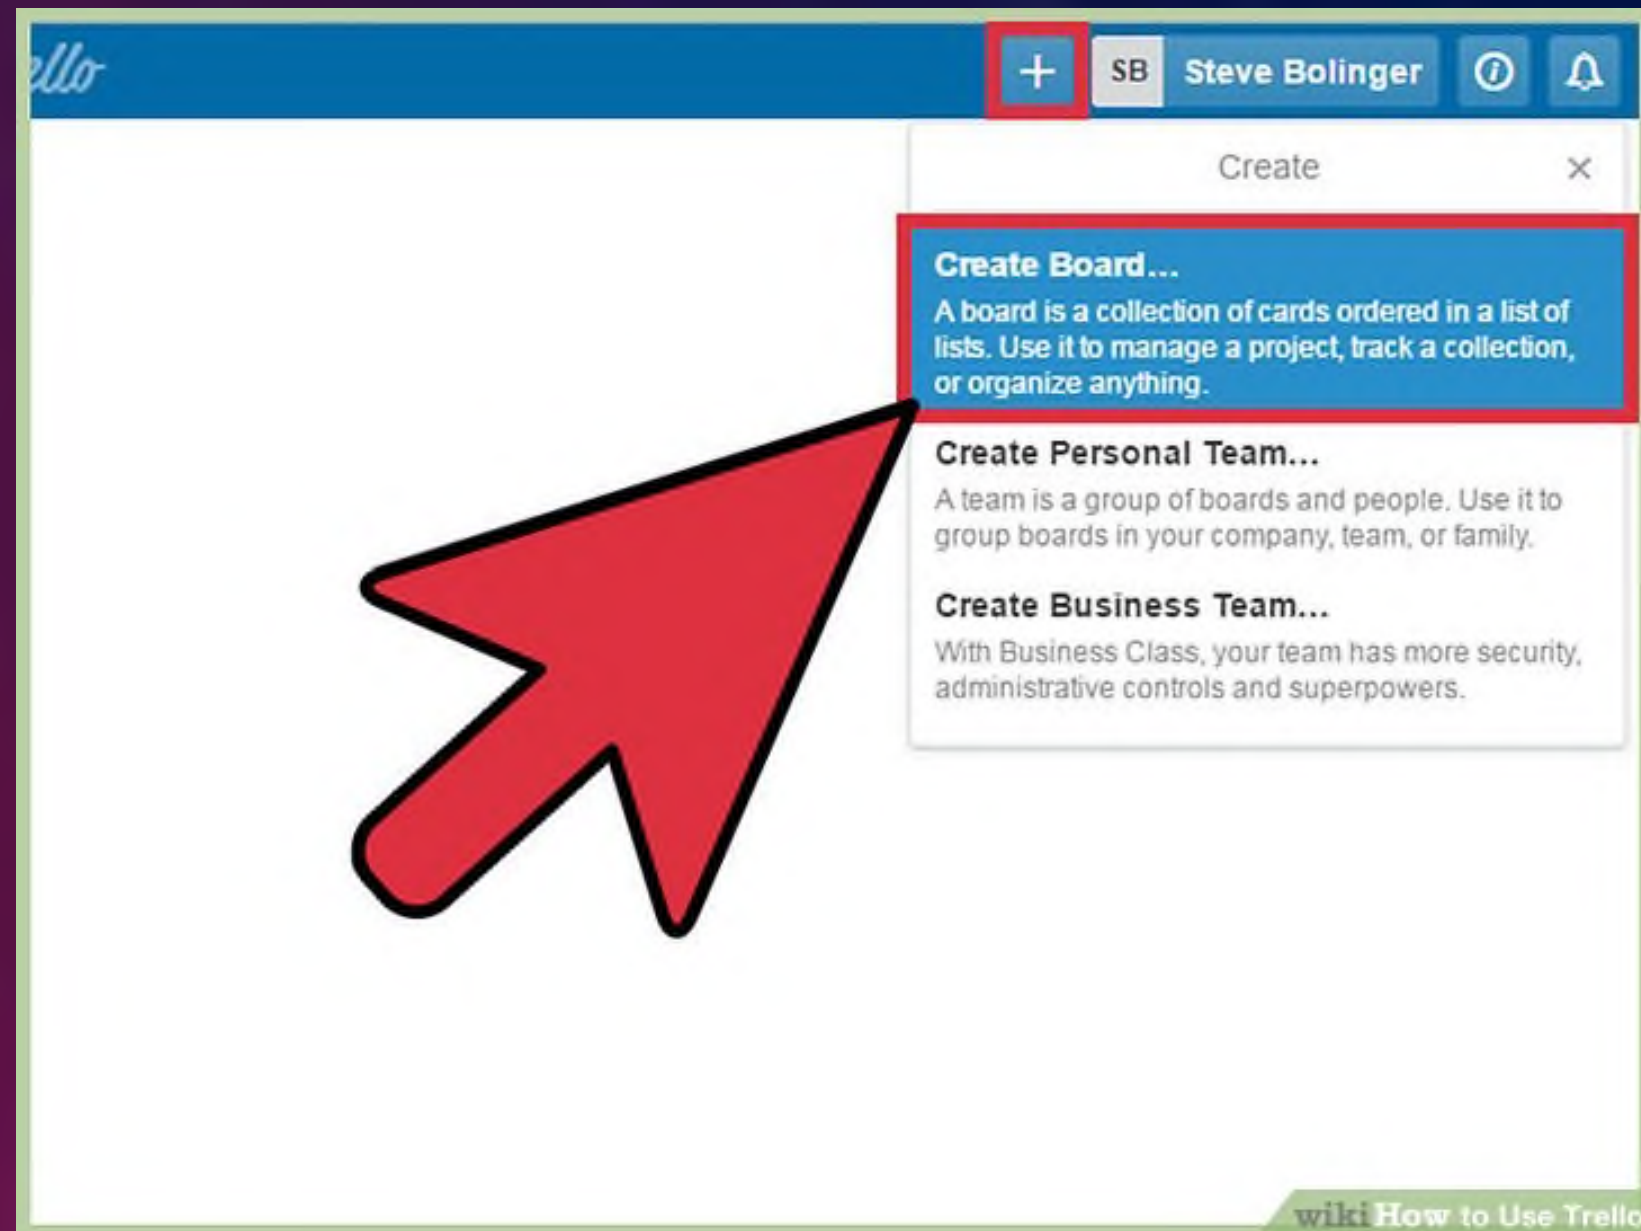 ello
+ SB Steve Bolinger
Create ×
Create Board...
A board is a collection of cards ordered in a list of
lists. Use it to manage a project, track a collection,
or organize anything.
Create Personal Team...
A team is a group of boards and people. Use it to
group boards in your company, team, or family.
Create Business Team...
With Business Class, your team has more security,
administrative controls and superpowers.
wikiHow to Use Trello